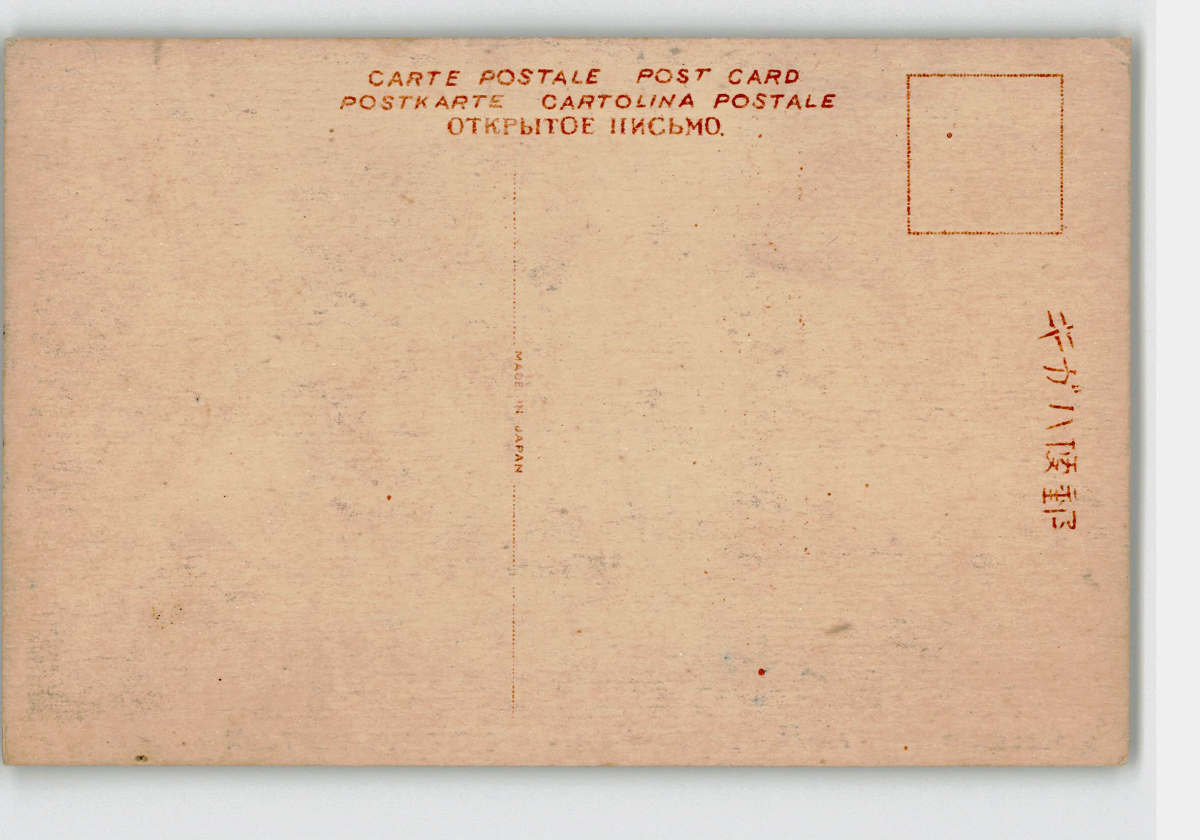 CARTE POSTALE POST CARD
POSTKARTE CARTOLINA POSTALE
ОТКРЫТОЕ ПИСЬМО.
MADE IN JAPAN
郵便ハガキ